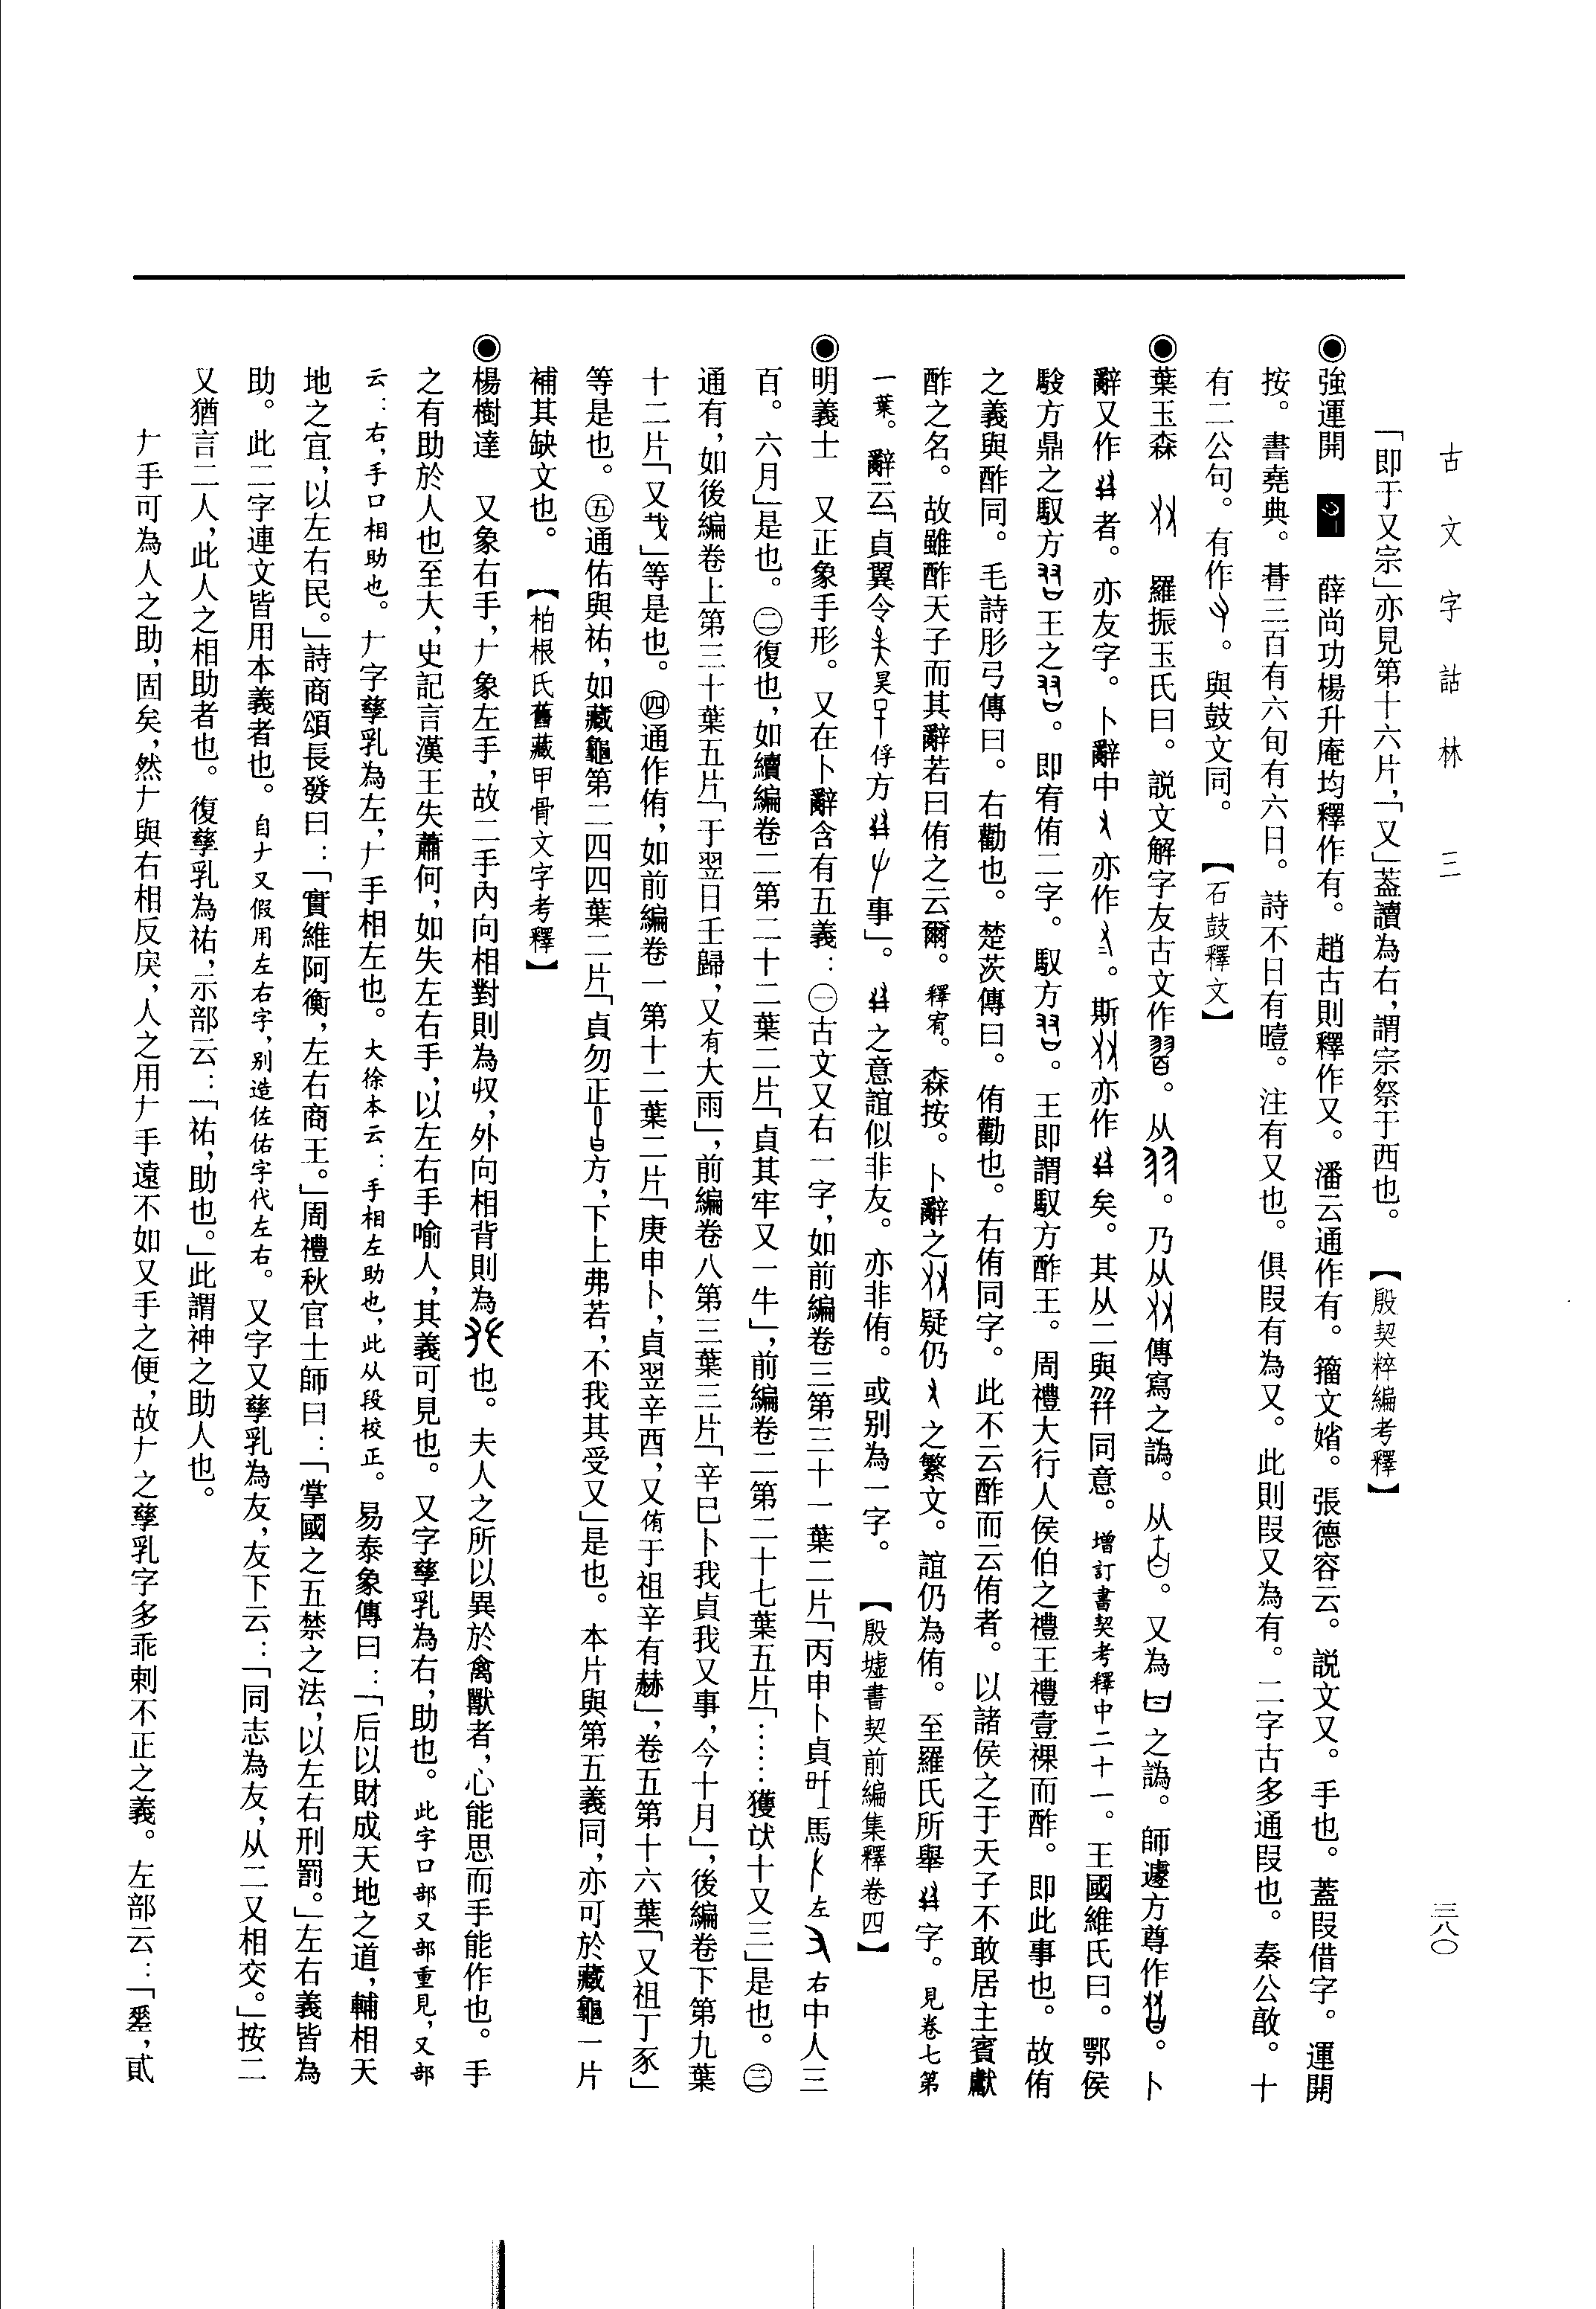 古文字詁林 三
三八〇
「即于又宗」亦見第十六片，「又」蓋讀為右，謂宗祭于西也。【殷契粹編考釋】
◉強運開 薛尚功楊升庵均釋作有。趙古則釋作又。潘云通作有。籀文媎。張德容云。説文又。手也。蓋叚借字。運開
按。書堯典。朞三百有六旬有六日。詩不日有曀。注有又也。俱叚有為又。此則叚又為有。二字古多通叚也。秦公敢。十
有二公句。有作。與鼓文同。【石鼓釋文】
◉葉玉森 羅振玉氏曰。説文解字友古文作。从。乃从傳寫之譌。从。又為之譌。師遽方尊作。卜
辭又作者。亦友字。卜辭中亦作。斯亦作矣。其从二與同意。增訂書契考釋中二十一。王國維氏曰。鄂侯
駿方鼎之馭方王之。即宥侑二字。馭方。王即謂馭方酢王。周禮大行人侯伯之禮王禮壹祼而酢。即此事也。故侑
之義與酢同。毛詩彤弓傳曰。右勸也。楚茨傳曰。侑勸也。右侑同字。此不云酢而云侑者。以諸侯之于天子不敢居主賓獻
酢之名。故雖酢天子而其辭若曰侑之云爾。釋宥。森按。卜辭之疑仍之繁文。誼仍為侑。至羅氏所舉字。見卷七第
一葉。辭云「貞翼令方事」。之意誼似非友。亦非侑。或别為一字。【殷墟書契前編集釋卷四】
◉明義士 又正象手形。又在卜辭含有五義：㊀古文又右一字，如前編卷三第三十一葉二片「丙申卜貞馬左右中人三
百。六月」是也。㊁復也，如續編卷二第二十二葉二片「貞其牢又一牛」，前編卷二第二十七葉五片「……獲㹜十又三」是也。㊂
通有，如後編卷上第三十葉五片「于翌日壬歸，又有大雨」，前編卷八第三葉三片「辛巳卜我貞我又事，今十月」，後編卷下第九葉
十二片「又𢦔」等是也。㊃通作侑，如前編卷一第十二葉二片「庚申卜，貞翌辛酉，又侑于祖辛有赫」，卷五第十六葉「又祖丁豕」
等是也。㊄通佑與祐，如藏龜第二四四葉二片「貞勿正方，下上弗若，不我其受又」是也。本片與第五義同，亦可於藏龜一片
補其缺文也。【柏根氏舊藏甲骨文字考釋】
◉楊樹達 又象右手，𠂇象左手，故二手內向相對則為収，外向相背則為也。夫人之所以異於禽獸者，心能思而手能作也。手
之有助於人也至大，史記言漢王失蕭何，如失左右手，以左右手喻人，其義可見也。又字孳乳為右，助也。此字口部又部重見，又部
云：右，手口相助也。𠂇字孳乳為左，𠂇手相左也。大徐本云：手相左助也，此从段校正。易泰象傳曰：「后以財成天地之道，輔相天
地之宜，以左右民。」詩商頌長發曰：「實維阿衡，左右商王。」周禮秋官士師曰：「掌國之五禁之法，以左右刑罰。」左右義皆為
助。此二字連文皆用本義者也。自𠂇又假用左右字，别造佐佑字代左右。又字又孳乳為友，友下云：「同志為友，从二又相交。」按二
又猶言二人，此人之相助者也。復孳乳為祐，示部云：「祐，助也。」此謂神之助人也。
𠂇手可為人之助，固矣，然𠂇與右相反戾，人之用𠂇手遠不如又手之便，故𠂇之孳乳字多乖剌不正之義。左部云：「，貳